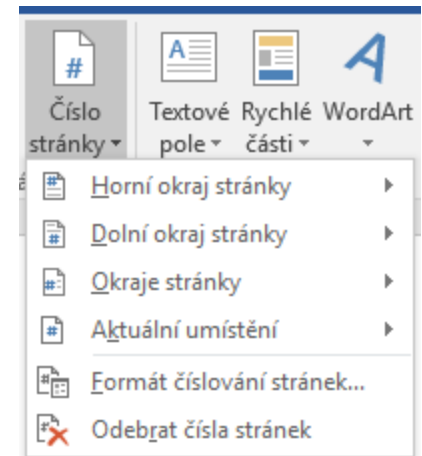 Číslo stránky
Textové pole
Rychlé části
WordArt
Horní okraj stránky
Dolní okraj stránky
Okraje stránky
Aktuální umístění
Formát číslování stránek...
Odebrat čísla stránek